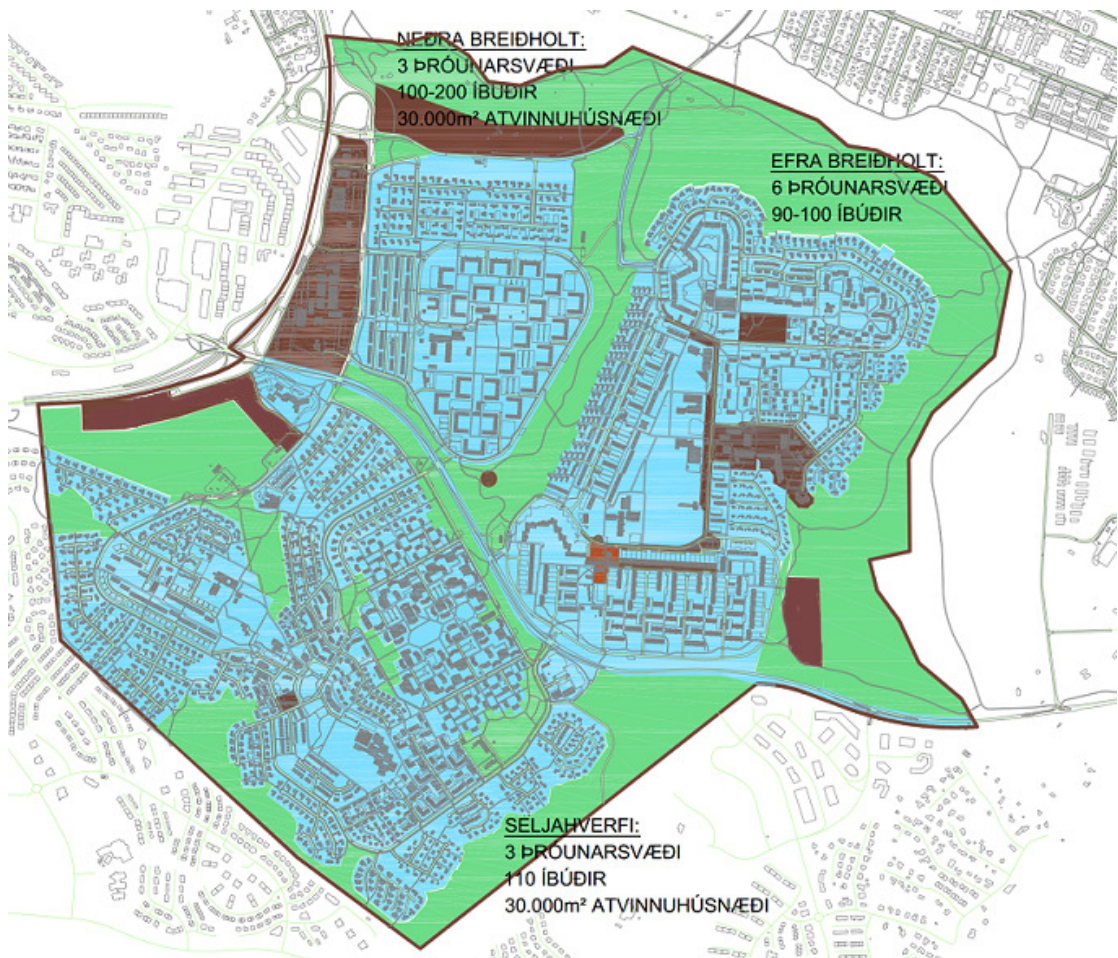 NEÐRA BREIÐHOLT:
3 ÞRÓUNARSVÆÐI
100-200 ÍBÚÐIR
30.000m² ATVINNUHÚSNÆÐI
EFRA BREIÐHOLT:
6 ÞRÓUNARSVÆÐI
90-100 ÍBÚÐIR
SELJAHVERFI:
3 ÞRÓUNARSVÆÐI
110 ÍBÚÐIR
30.000m² ATVINNUHÚSNÆÐI